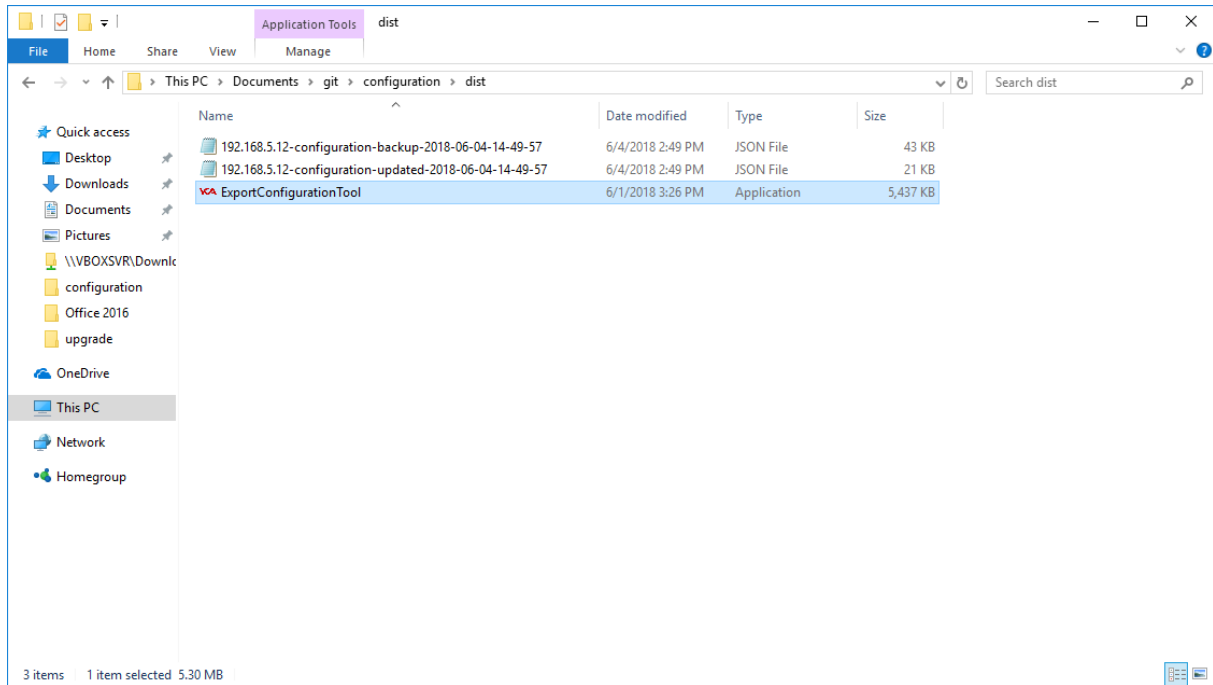 Application Tools dist
File Home Share View Manage
This PC > Documents > git > configuration > dist
Search dist
Name Date modified Type Size
Quick access
Desktop
Downloads
Documents
Pictures
\\VBOXSVR\Downlo
configuration
Office 2016
upgrade
OneDrive
This PC
Network
Homegroup
192.168.5.12-configuration-backup-2018-06-04-14-49-57 6/4/2018 2:49 PM JSON File 43 KB
192.168.5.12-configuration-updated-2018-06-04-14-49-57 6/4/2018 2:49 PM JSON File 21 KB
VCA ExportConfigurationTool 6/1/2018 3:26 PM Application 5,437 KB
3 items 1 item selected 5.30 MB